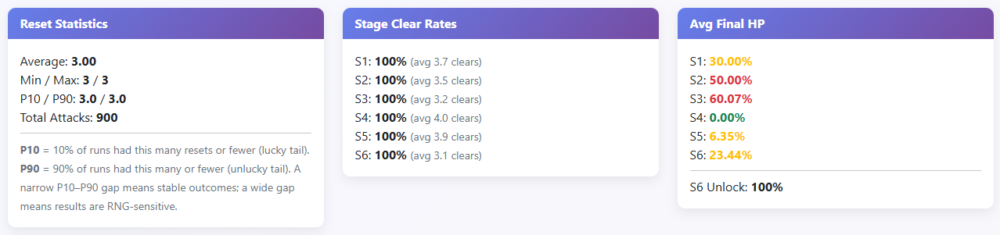 Reset Statistics
Average: 3.00
Min / Max: 3 / 3
P10 / P90: 3.0 / 3.0
Total Attacks: 900
P10 = 10% of runs had this many resets or fewer (lucky tail).
P90 = 90% of runs had this many or fewer (unlucky tail). A
narrow P10–P90 gap means stable outcomes; a wide gap
means results are RNG-sensitive.
Stage Clear Rates
S1: 100% (avg 3.7 clears)
S2: 100% (avg 3.5 clears)
S3: 100% (avg 3.2 clears)
S4: 100% (avg 4.0 clears)
S5: 100% (avg 3.9 clears)
S6: 100% (avg 3.1 clears)
Avg Final HP
S1: 30.00%
S2: 50.00%
S3: 60.07%
S4: 0.00%
S5: 6.35%
S6: 23.44%
S6 Unlock: 100%